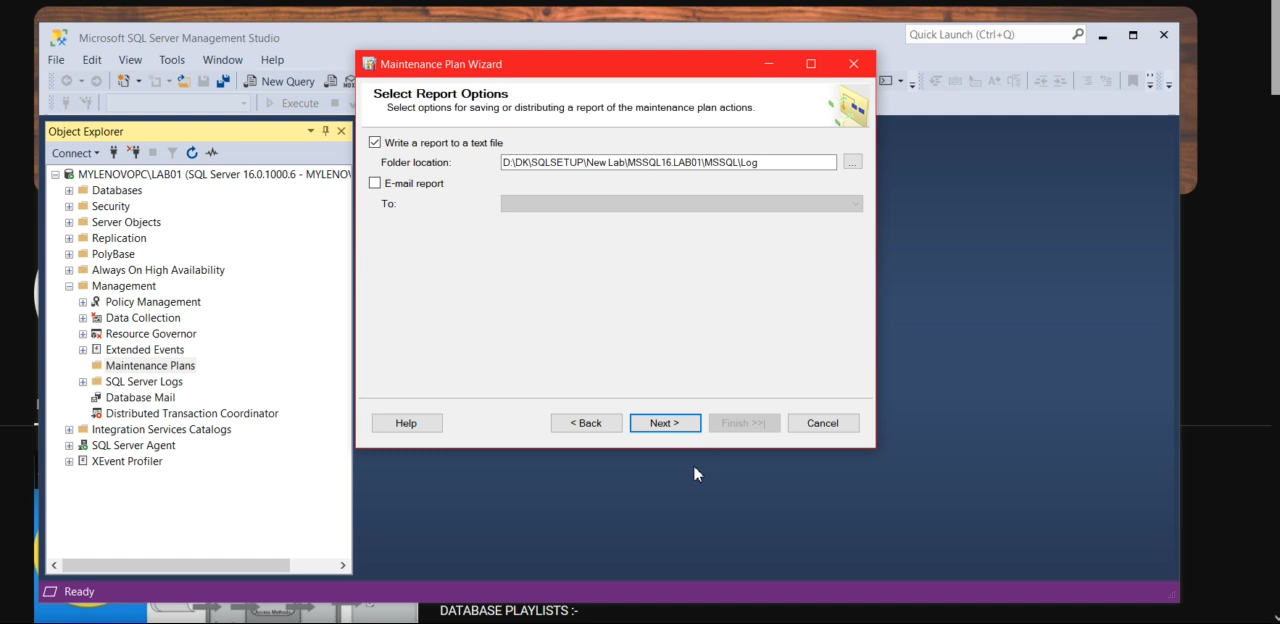 Microsoft SQL Server Management Studio
Quick Launch (Ctrl+Q)
File Edit View Tools Window Help
New Query
Execute
Object Explorer
Connect
MYLENOVOPC\LAB01 (SQL Server 16.0.1000.6 - MYLENOV
Databases
Security
Server Objects
Replication
PolyBase
Always On High Availability
Management
Policy Management
Data Collection
Resource Governor
Extended Events
Maintenance Plans
SQL Server Logs
Database Mail
Distributed Transaction Coordinator
Integration Services Catalogs
SQL Server Agent
XEvent Profiler
Maintenance Plan Wizard
Select Report Options
Select options for saving or distributing a report of the maintenance plan actions.
Write a report to a text file
Folder location: D:\DK\SQLSETUP\New Lab\MSSQL16.LAB01\MSSQL\Log ...
E-mail report
To:
Help < Back Next > Finish >>| Cancel
Ready
Access Methods
DATABASE PLAYLISTS :-